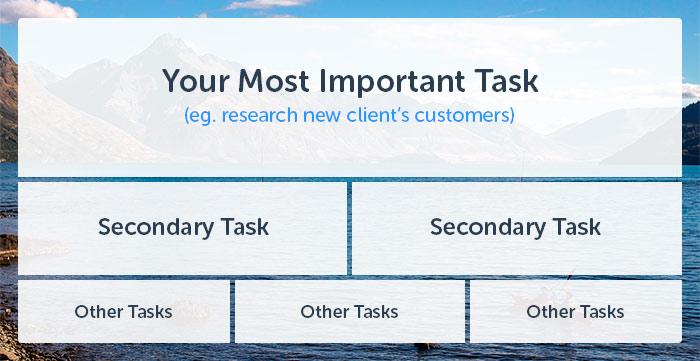 Your Most Important Task
(eg. research new client's customers)
Secondary Task
Secondary Task
Other Tasks
Other Tasks
Other Tasks